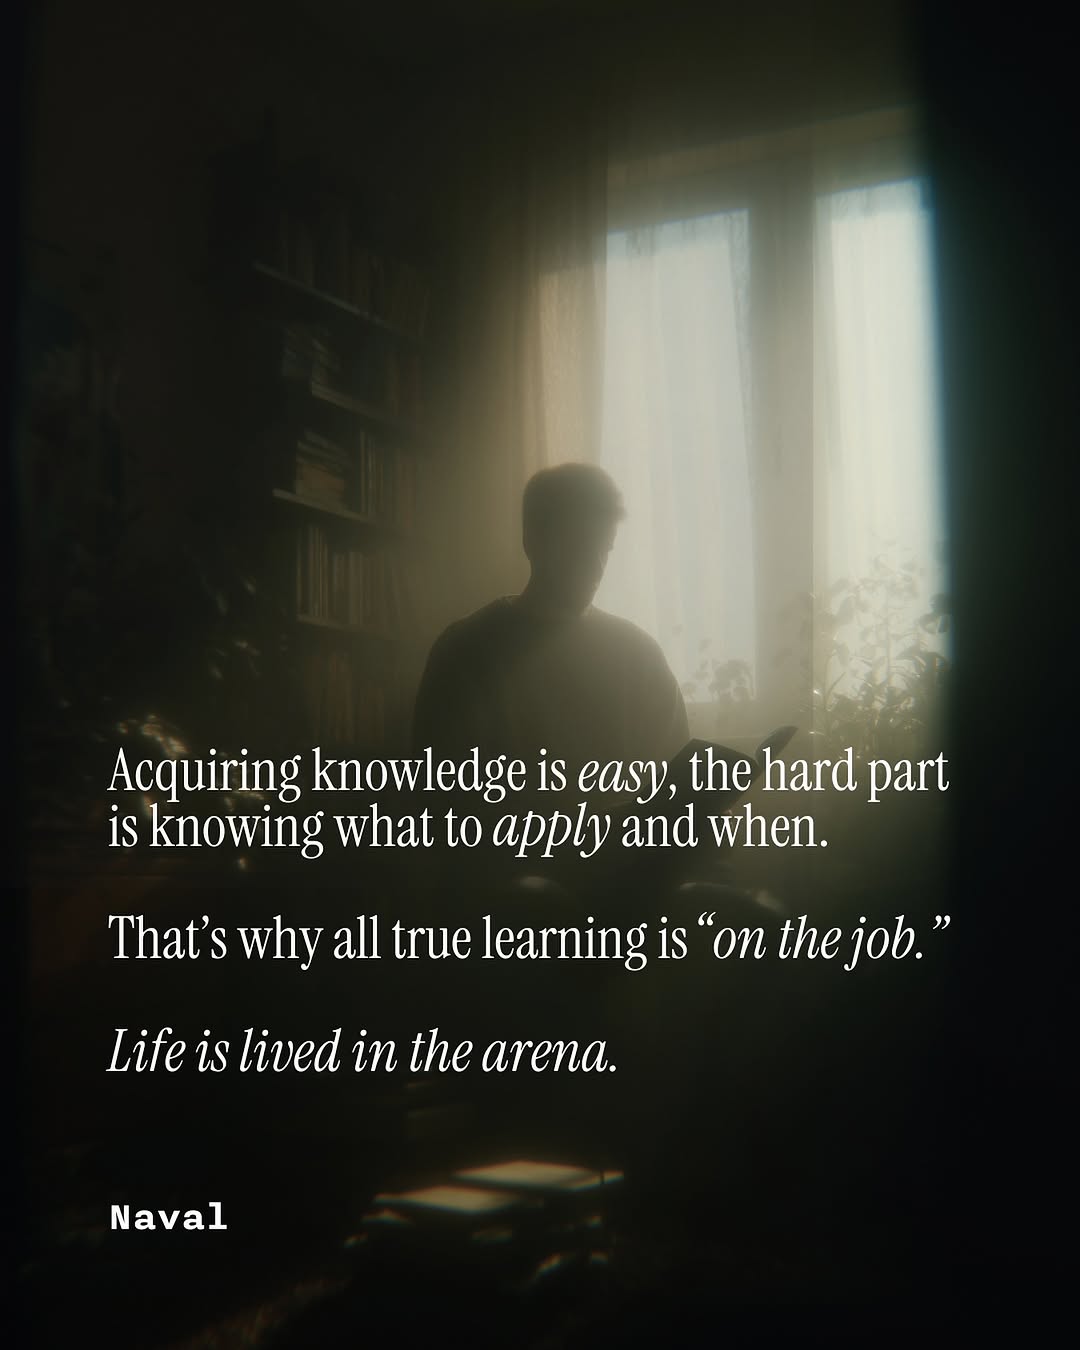 Acquiring knowledge is easy, the hard part
is knowing what to apply and when.
That’s why all true learning is “on the job.”
Life is lived in the arena.
Naval